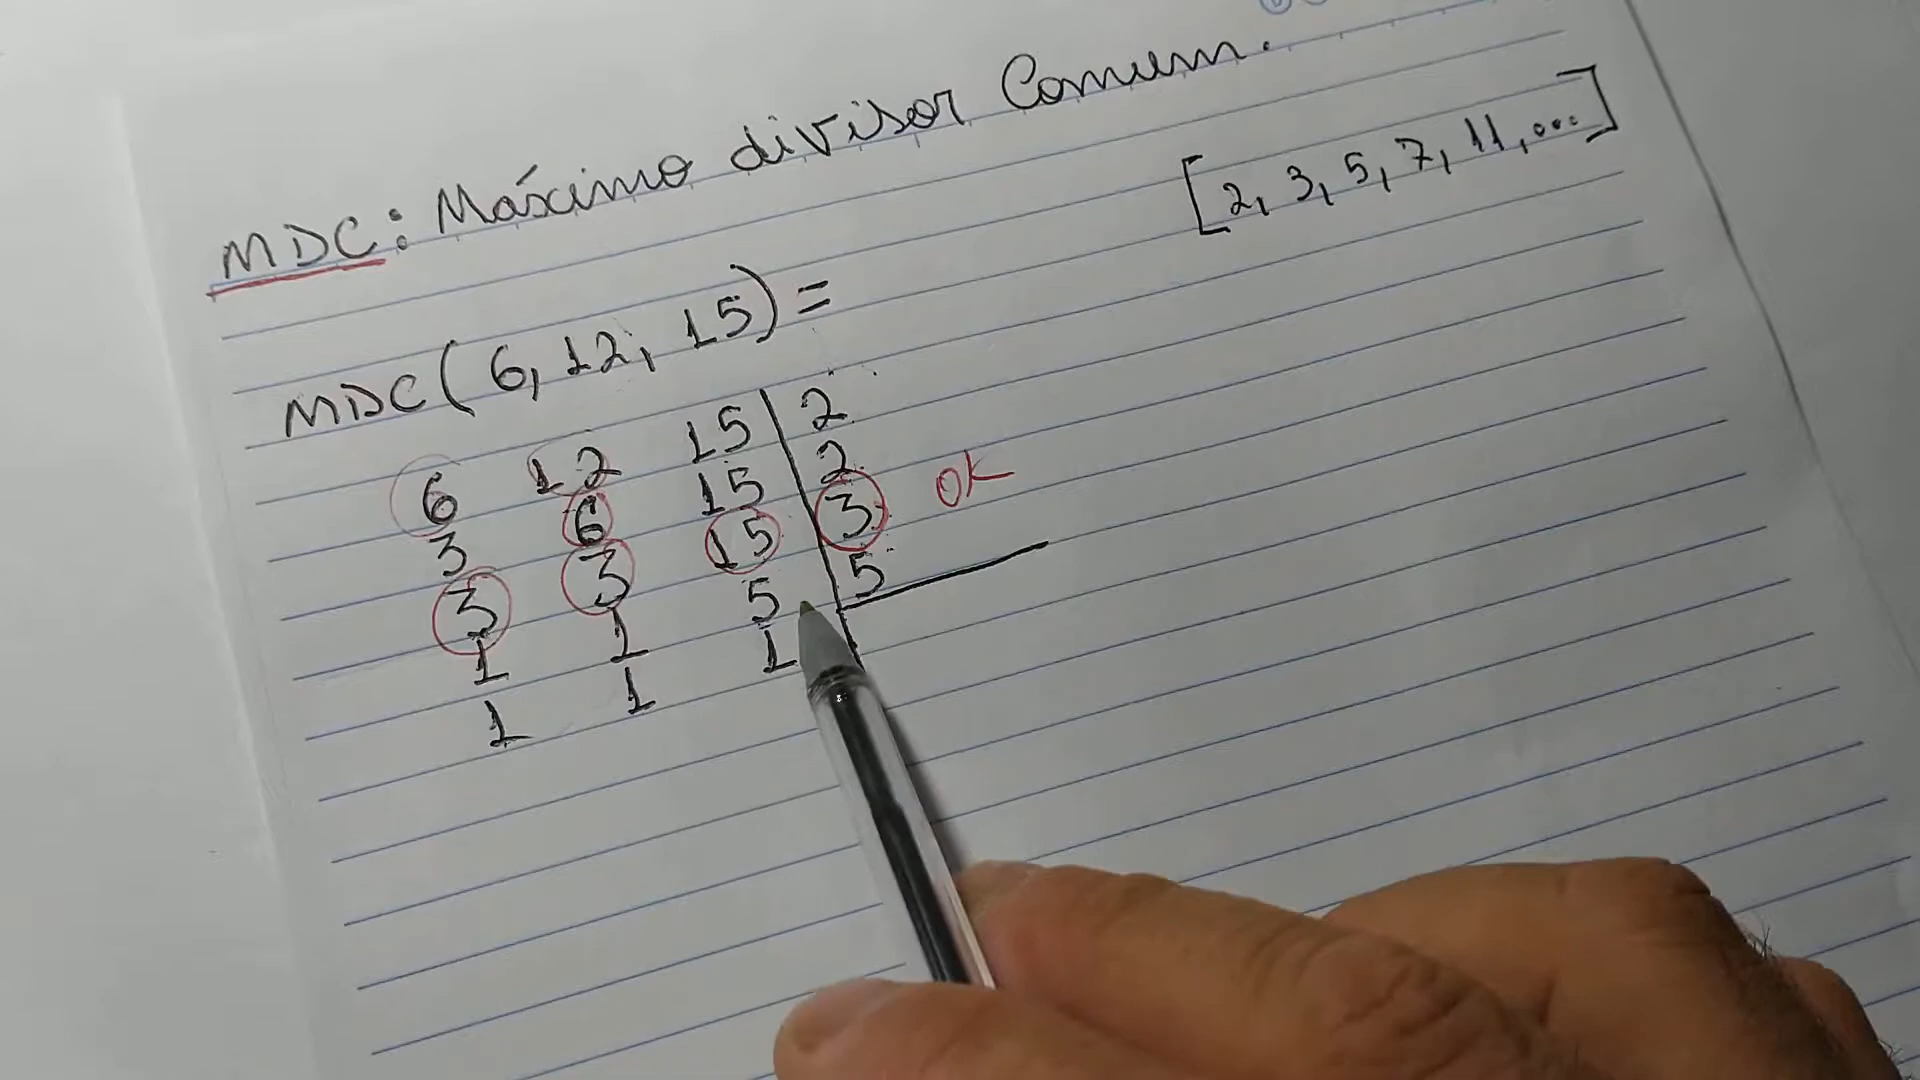 MDC: Máximo divisor Comum.
[2, 3, 5, 7, 11, ...]
MDC(6, 12, 15) =
6 12 15 | 2
3 6 15 | 2
3 3 15 | 3 OK
1 1 5 | 5
1 1 1